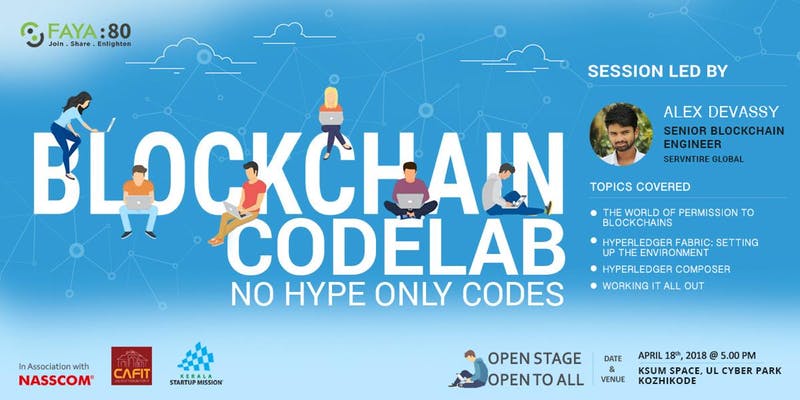 FAYA:80
Join . Share . Enlighten
BLOCKCHAIN
CODELAB
NO HYPE ONLY CODES
SESSION LED BY
ALEX DEVASSY
SENIOR BLOCKCHAIN
ENGINEER
SERVNTIRE GLOBAL
TOPICS COVERED
THE WORLD OF PERMISSION TO
BLOCKCHAINS
HYPERLEDGER FABRIC: SETTING
UP THE ENVIRONMENT
HYPERLEDGER COMPOSER
WORKING IT ALL OUT
In Association with
NASSCOM®
CAFIT
KERALA
STARTUP MISSION
OPEN STAGE
OPEN TO ALL
DATE
&
VENUE
APRIL 18th, 2018 @ 5.00 PM
KSUM SPACE, UL CYBER PARK
KOZHIKODE